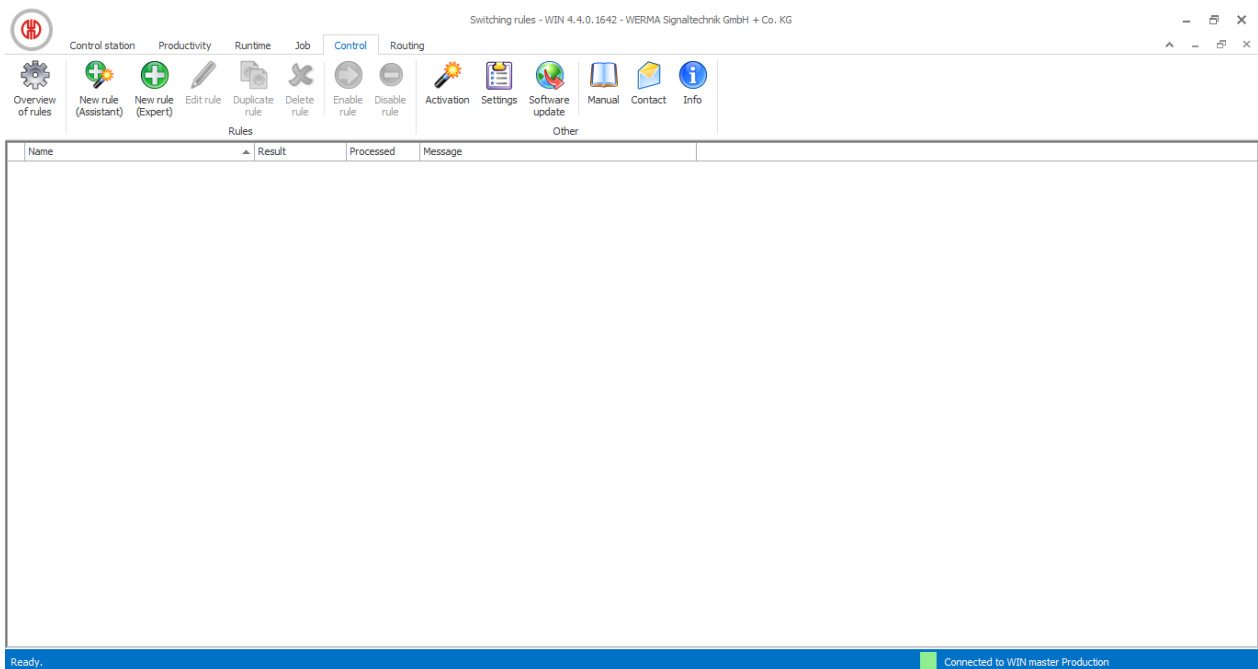 Switching rules - WIN 4.4.0.1642 - WERMA Signaltechnik GmbH + Co. KG
Control station Productivity Runtime Job Control Routing
Overview of rules
New rule (Assistant)
New rule (Expert)
Edit rule
Duplicate rule
Delete rule
Enable rule
Disable rule
Activation
Settings
Software update
Manual
Contact
Info
Rules
Other
Name Result Processed Message
Ready.
Connected to WIN master Production